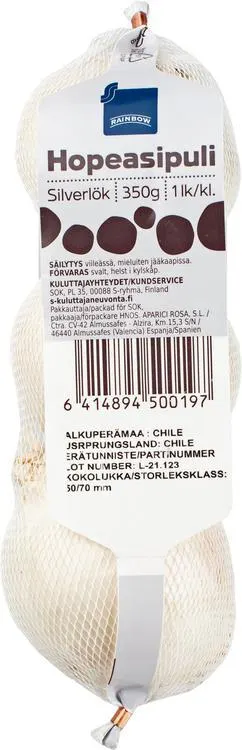 RAINBOW
Hopeasipuli
Silverlök 350g 1lk/kl.
SÄILYTYS viileässä, mieluiten jääkaapissa.
FÖRVARAS svalt, helst i kylskåp.
KULUTTAJAYHTEYDET/KUNDSERVICE
SOK, PL 35, 00088 S-ryhmä, Finland
s-kuluttajaneuvonta.fi
Pakkauttaja/packad för SOK,
pakkaaja/förpackare HNOS. APARICI ROSA, S.L./
Ctra. CV-42 Almussafes - Alzira, Km 15,3 S/N /
46440 Almussafes (Valencia) Espanja/Spanien
6 414894 500197
ALKUPERÄMAA : CHILE
URSPRUNGSLAND: CHILE
ERÄTUNNISTE/PARTINUMMER
LOT NUMBER: L-21.123
KOKOLUKKA/STORLEKSKLASS:
50/70 mm